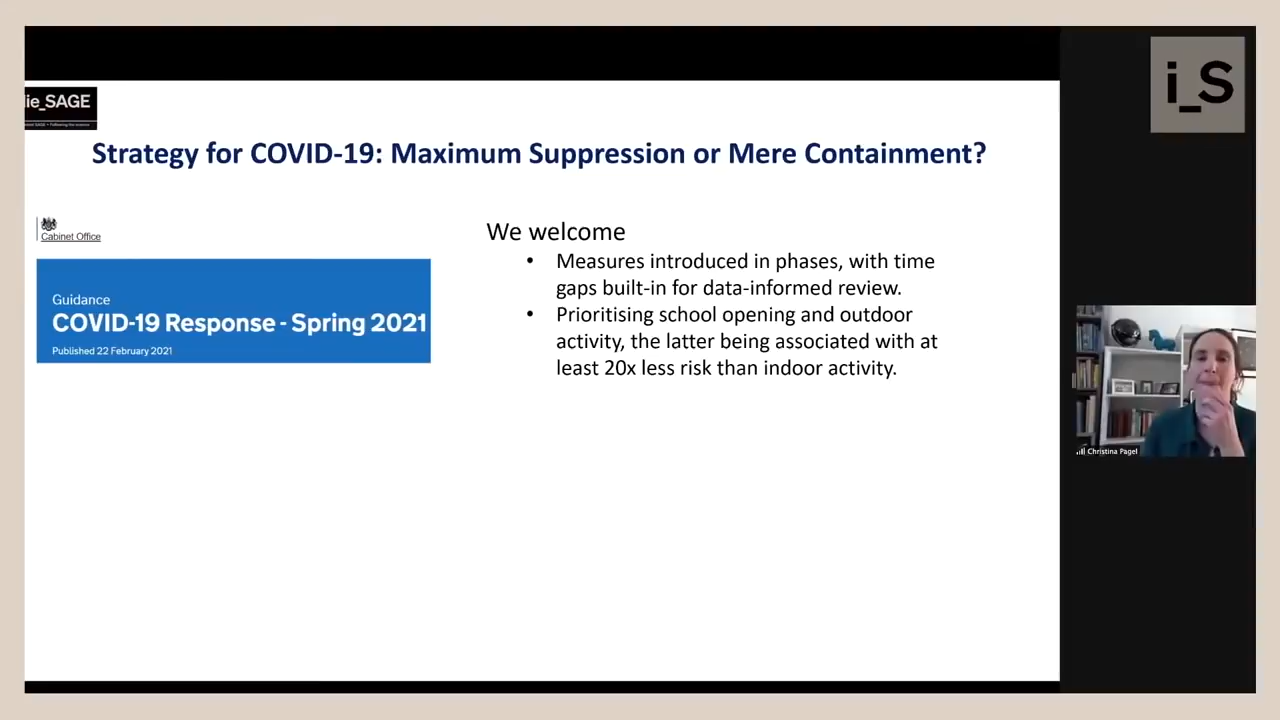 i_S
ie_SAGE
Strategy for COVID-19: Maximum Suppression or Mere Containment?
Cabinet Office
We welcome
• Measures introduced in phases, with time
gaps built-in for data-informed review.
• Prioritising school opening and outdoor
activity, the latter being associated with at
least 20x less risk than indoor activity.
Guidance
COVID-19 Response - Spring 2021
Published 22 February 2021
Christina Pagel